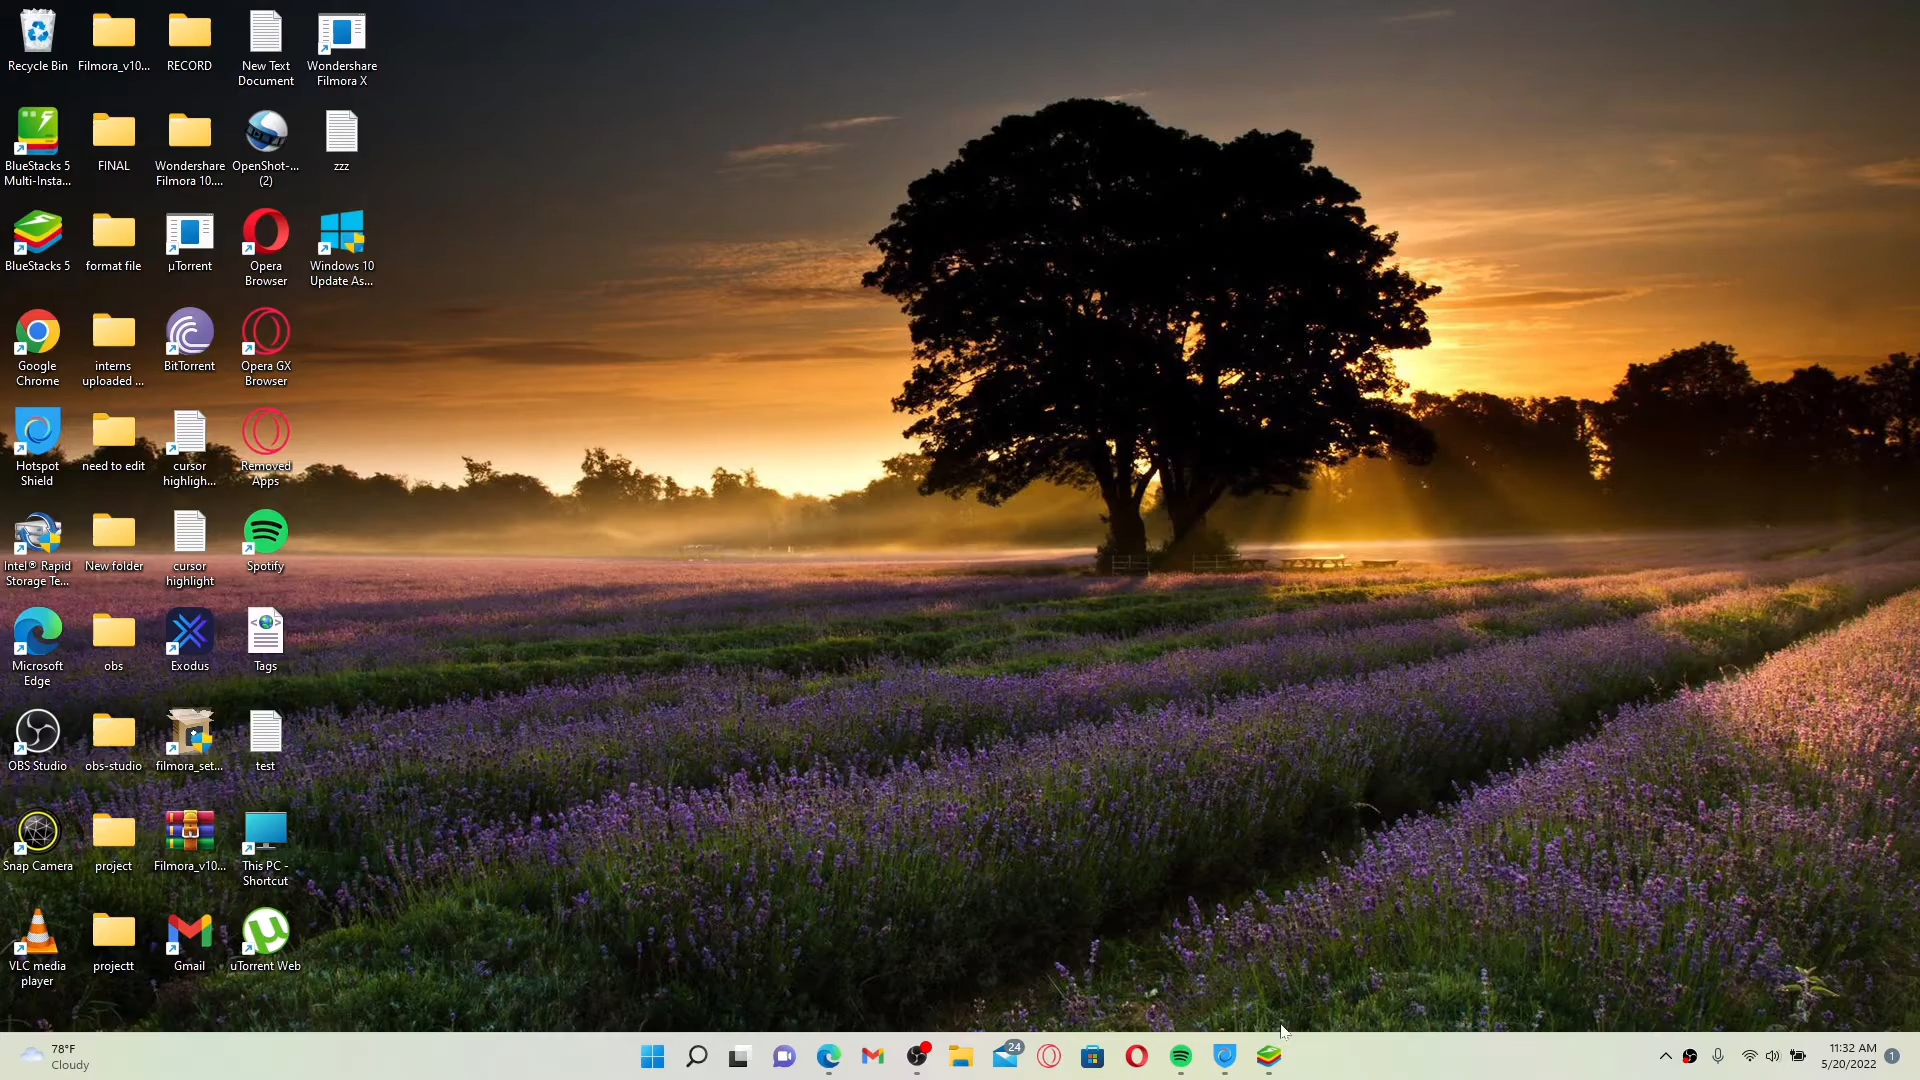 Recycle Bin
Filmora_v10...
RECORD
New Text
Document
Wondershare
Filmora X
BlueStacks 5
Multi-Insta...
FINAL
Wondershare
Filmora 10....
OpenShot-...
(2)
zzz
BlueStacks 5
format file
µTorrent
Opera
Browser
Windows 10
Update As...
Google
Chrome
interns
uploaded ...
BitTorrent
Opera GX
Browser
Hotspot
Shield
need to edit
cursor
highligh...
Removed
Apps
Intel® Rapid
Storage Te...
New folder
cursor
highlight
Spotify
Microsoft
Edge
obs
Exodus
Tags
OBS Studio
obs-studio
filmora_set...
test
Snap Camera
project
Filmora_v10...
This PC -
Shortcut
VLC media
player
projectt
Gmail
uTorrent Web
78°F
Cloudy
24
11:32 AM
5/20/2022
1